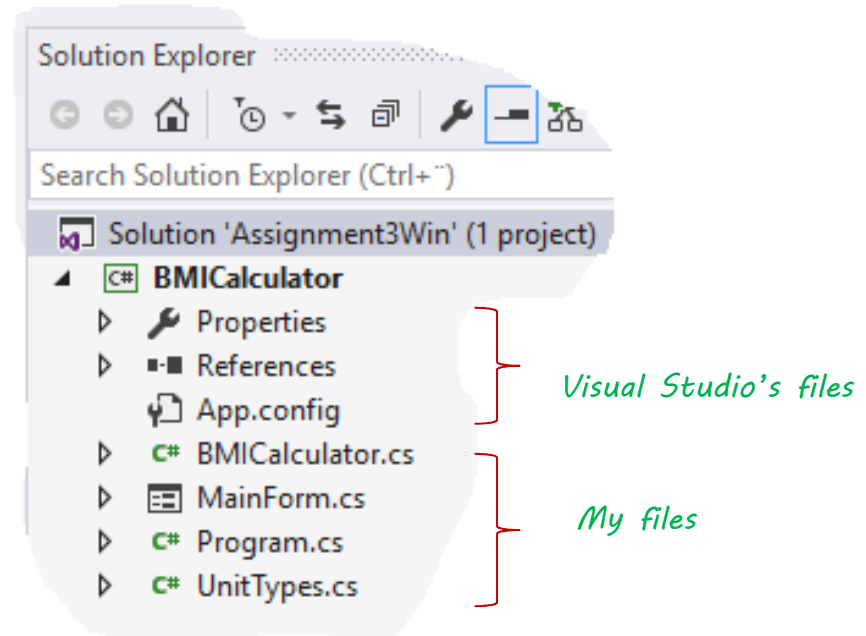 Solution Explorer
Search Solution Explorer (Ctrl+¨)
Solution 'Assignment3Win' (1 project)
C# BMICalculator
Properties
References
App.config
Visual Studio's files
C# BMICalculator.cs
MainForm.cs
My files
C# Program.cs
C# UnitTypes.cs